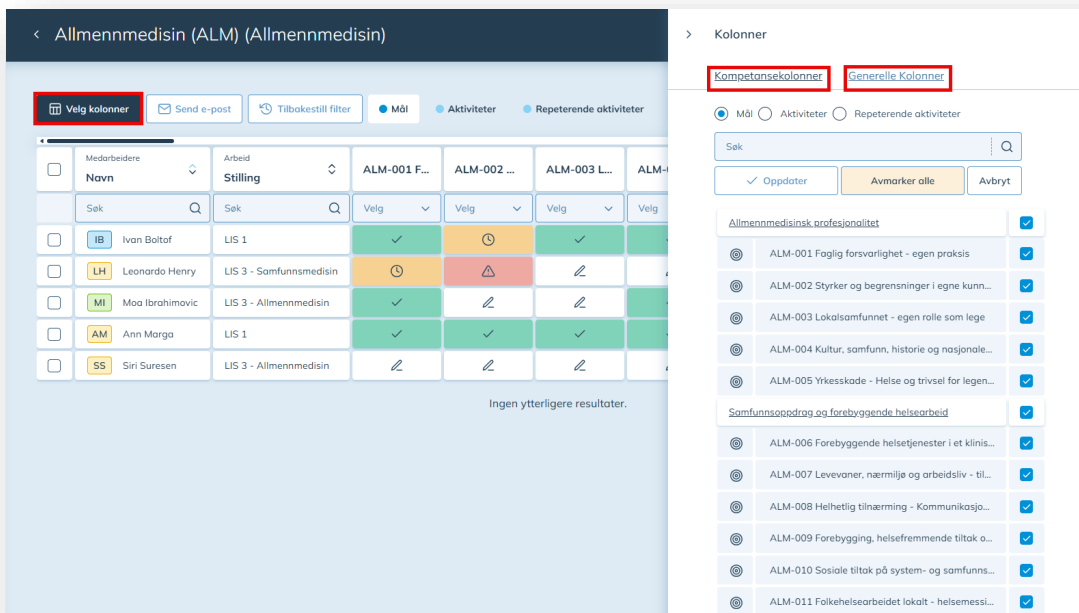 Allmennmedisin (ALM) (Allmennmedisin)
Velg kolonner
Send e-post
Tilbakestill filter
Mål
Aktiviteter
Repeterende aktiviteter
Medarbeidere
Navn
Arbeid
Stilling
ALM-001 F...
ALM-002 ...
ALM-003 L...
ALM-
Søk
Søk
Velg
Velg
Velg
Velg
IB Ivan Boltof LIS 1
LH Leonardo Henry LIS 3 - Samfunnsmedisin
MI Moa Ibrahimovic LIS 3 - Allmennmedisin
AM Ann Marga LIS 1
SS Siri Suresen LIS 3 - Allmennmedisin
Ingen ytterligere resultater.
Kolonner
Kompetansekolonner
Generelle Kolonner
Mål
Aktiviteter
Repeterende aktiviteter
Søk
Oppdater
Avmarker alle
Avbryt
Allmennmedisinsk profesjonalitet
ALM-001 Faglig forsvarlighet - egen praksis
ALM-002 Styrker og begrensninger i egne kunn...
ALM-003 Lokalsamfunnet - egen rolle som lege
ALM-004 Kultur, samfunn, historie og nasjonale...
ALM-005 Yrkesskade - Helse og trivsel for legen...
Samfunnsoppdrag og forebyggende helsearbeid
ALM-006 Forebyggende helsetjenester i et klinis...
ALM-007 Levevaner, nærmiljø og arbeidsliv - til...
ALM-008 Helhetlig tilnærming - Kommunikasjo...
ALM-009 Forebygging, helsefremmende tiltak o...
ALM-010 Sosiale tiltak på system- og samfunns...
ALM-011 Folkehelsearbeidet lokalt - helsemessi...